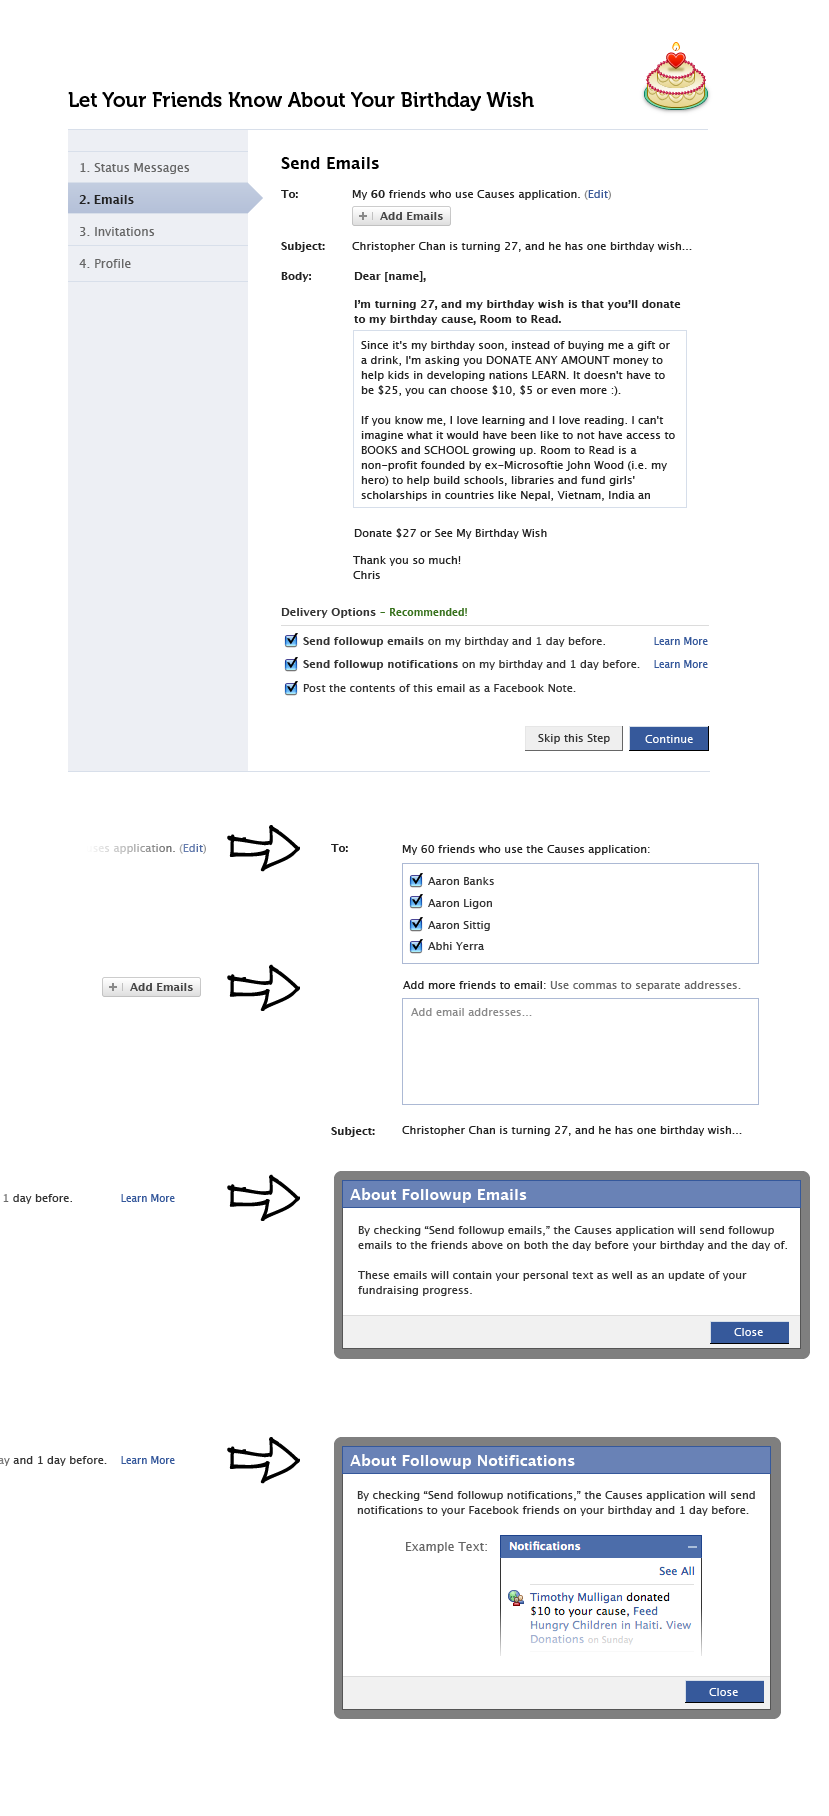 Let Your Friends Know About Your Birthday Wish
1. Status Messages
2. Emails
3. Invitations
4. Profile
Send Emails
To: My 60 friends who use Causes application. (Edit)
+ Add Emails
Subject: Christopher Chan is turning 27, and he has one birthday wish...
Body: Dear [name],
I'm turning 27, and my birthday wish is that you'll donate
to my birthday cause, Room to Read.
Since it's my birthday soon, instead of buying me a gift or
a drink, I'm asking you DONATE ANY AMOUNT money to
help kids in developing nations LEARN. It doesn't have to
be $25, you can choose $10, $5 or even more :).
If you know me, I love learning and I love reading. I can't
imagine what it would have been like to not have access to
BOOKS and SCHOOL growing up. Room to Read is a
non-profit founded by ex-Microsoftie John Wood (i.e. my
hero) to help build schools, libraries and fund girls'
scholarships in countries like Nepal, Vietnam, India an
Donate $27 or See My Birthday Wish
Thank you so much!
Chris
Delivery Options - Recommended!
Send followup emails on my birthday and 1 day before. Learn More
Send followup notifications on my birthday and 1 day before. Learn More
Post the contents of this email as a Facebook Note.
Skip this Step Continue
application. (Edit)
To: My 60 friends who use the Causes application:
Aaron Banks
Aaron Ligon
Aaron Sittig
Abhi Yerra
+ Add Emails
Add more friends to email: Use commas to separate addresses.
Add email addresses...
Subject: Christopher Chan is turning 27, and he has one birthday wish...
1 day before. Learn More
About Followup Emails
By checking “Send followup emails,” the Causes application will send followup
emails to the friends above on both the day before your birthday and the day of.
These emails will contain your personal text as well as an update of your
fundraising progress.
Close
and 1 day before. Learn More
About Followup Notifications
By checking “Send followup notifications,” the Causes application will send
notifications to your Facebook friends on your birthday and 1 day before.
Example Text:
Notifications
See All
Timothy Mulligan donated
$10 to your cause, Feed
Hungry Children in Haiti. View
Donations on Sunday
Close